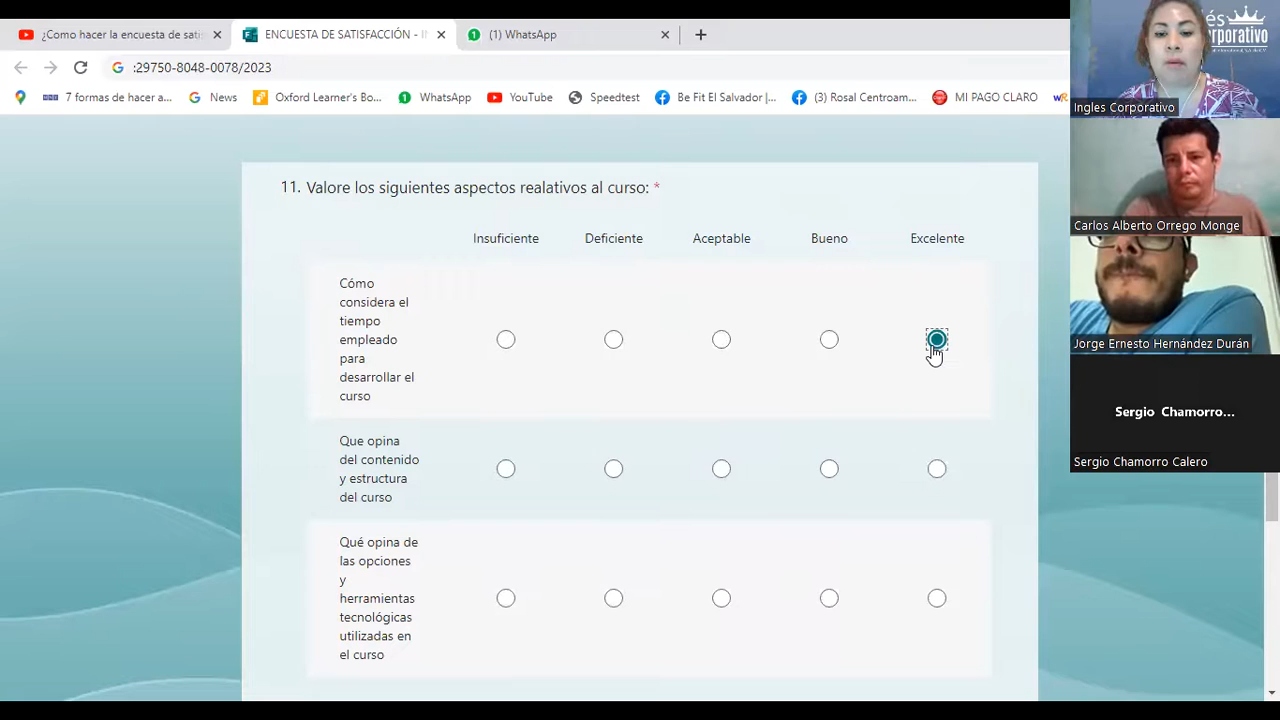 ¿Como hacer la encuesta de sati
ENCUESTA DE SATISFACCIÓN - I
(1) WhatsApp
:29750-8048-0078/2023
7 formas de hacer a...
News
Oxford Learner's Bo...
WhatsApp
YouTube
Speedtest
Be Fit El Salvador |...
(3) Rosal Centroam...
MI PAGO CLARO
11. Valore los siguientes aspectos realativos al curso: *
Insuficiente Deficiente Aceptable Bueno Excelente
Cómo
considera el
tiempo
empleado
para
desarrollar el
curso
Que opina
del contenido
y estructura
del curso
Qué opina de
las opciones
y
herramientas
tecnológicas
utilizadas en
el curso
és
rporativo
Ingles Corporativo
Carlos Alberto Orrego Monge
Jorge Ernesto Hernández Durán
Sergio Chamorro...
Sergio Chamorro Calero